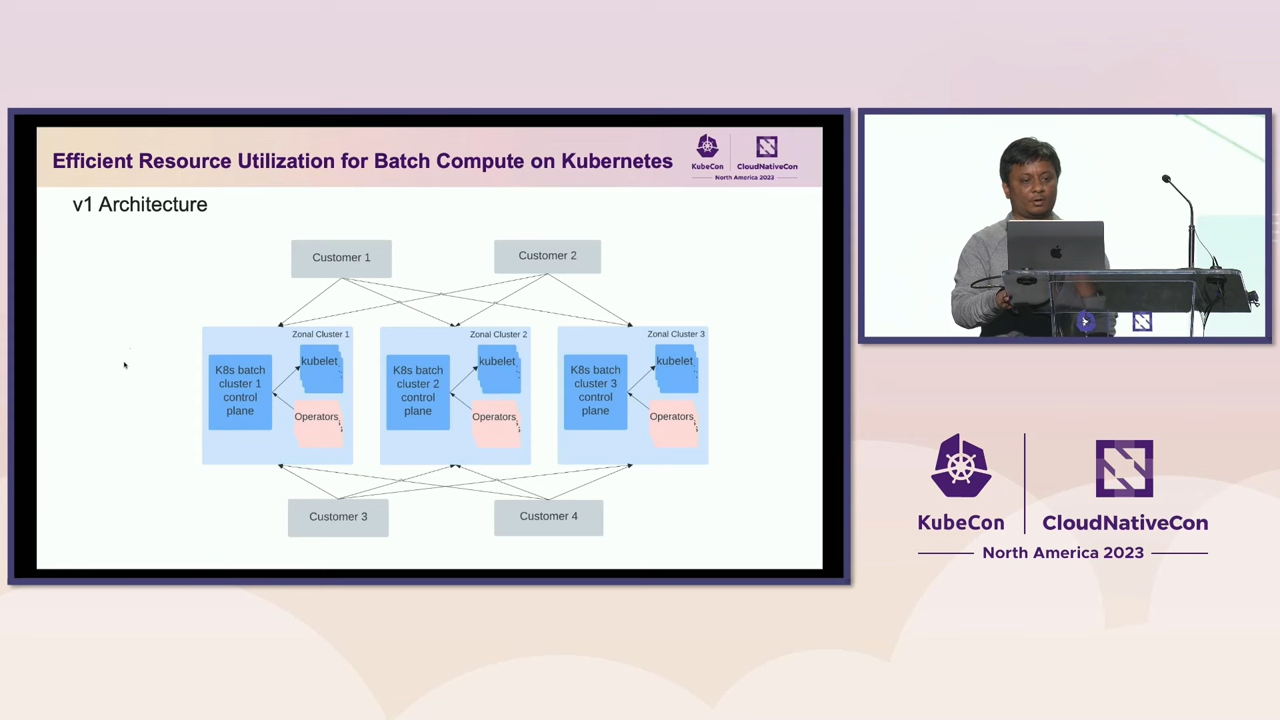 Efficient Resource Utilization for Batch Compute on Kubernetes
KubeCon
CloudNativeCon
North America 2023
v1 Architecture
Customer 1
Customer 2
Zonal Cluster 1
K8s batch
cluster 1
control
plane
kubelet
Operators
Zonal Cluster 2
K8s batch
cluster 2
control
plane
kubelet
Operators
Zonal Cluster 3
K8s batch
cluster 3
control
plane
kubelet
Operators
Customer 3
Customer 4
KubeCon
CloudNativeCon
North America 2023